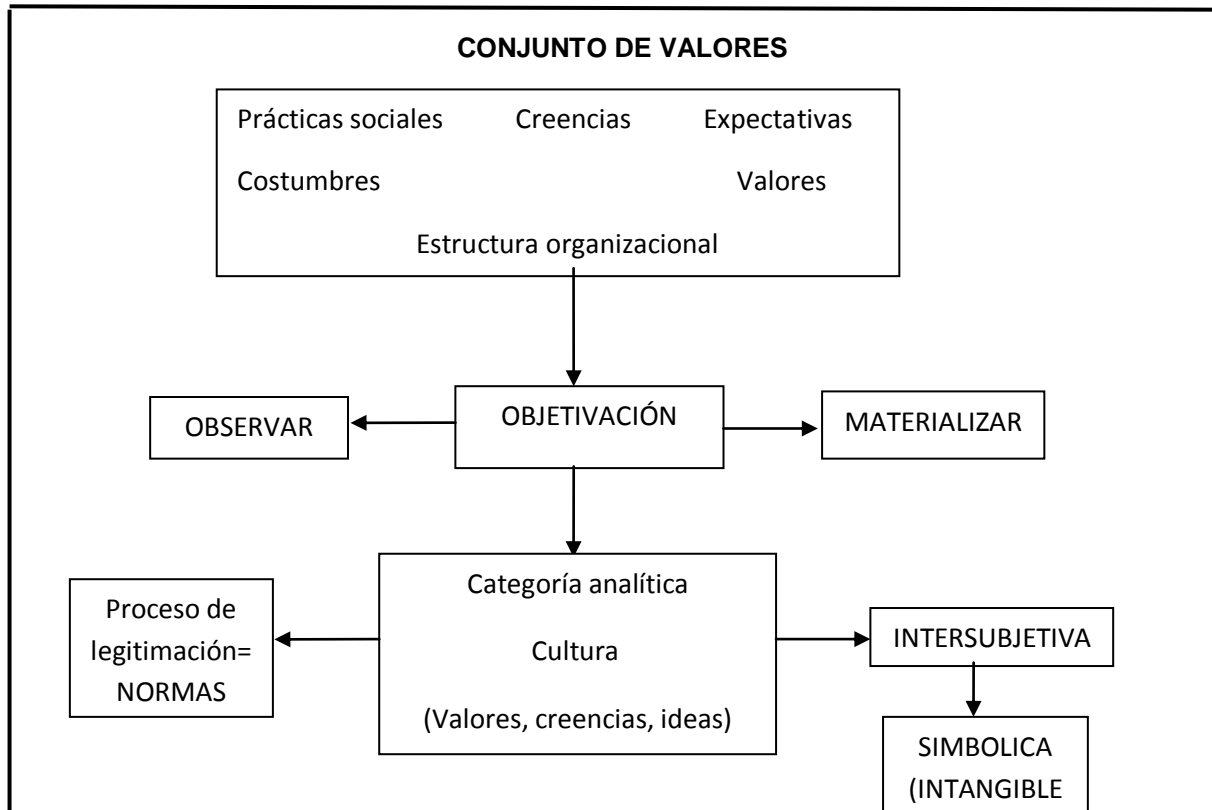 CONJUNTO DE VALORES
Prácticas sociales Creencias Expectativas
Costumbres Valores
Estructura organizacional
OBSERVAR
OBJETIVACIÓN
MATERIALIZAR
Proceso de
legitimación=
NORMAS
Categoría analítica
Cultura
(Valores, creencias, ideas)
INTERSUBJETIVA
SIMBOLICA
(INTANGIBLE